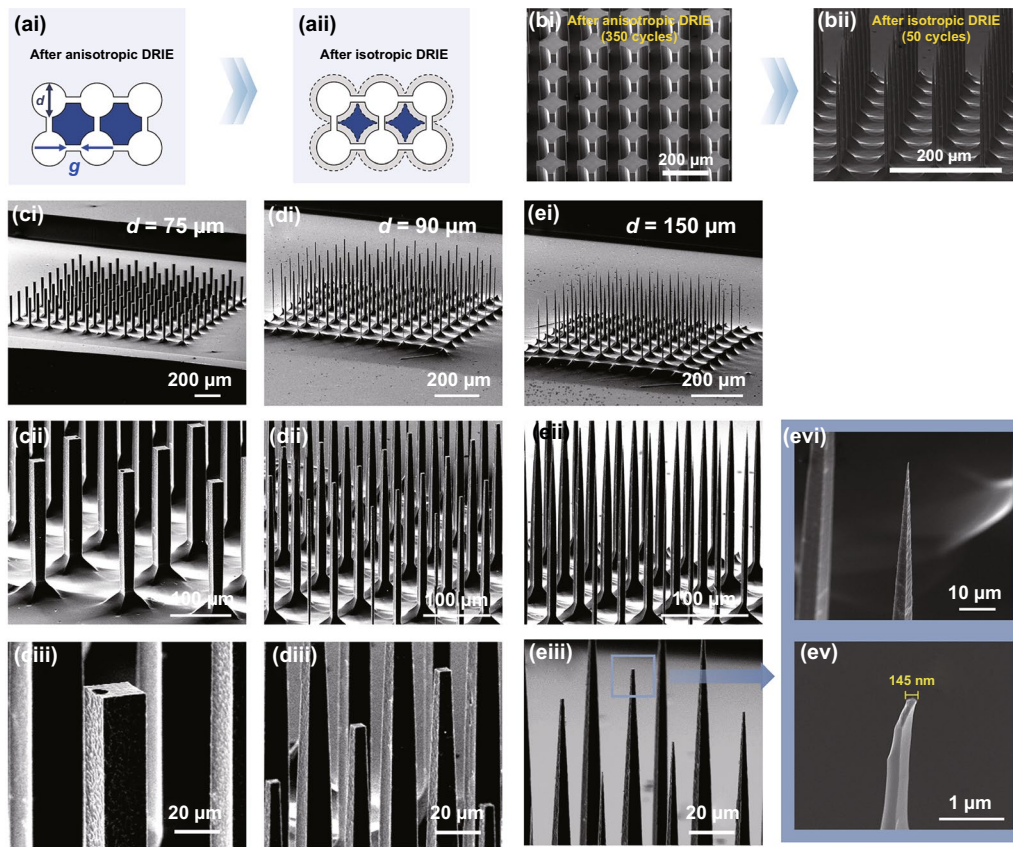 (ai)
After anisotropic DRIE
d
g
(aii)
After isotropic DRIE
(bi)
After anisotropic DRIE
(350 cycles)
200 μm
(bii)
After isotropic DRIE
(50 cycles)
200 μm
(ci)
d = 75 μm
200 μm
(di)
d = 90 μm
200 μm
(ei)
d = 150 μm
200 μm
(cii)
100 μm
(dii)
100 μm
(eii)
100 μm
(evi)
10 μm
(ciii)
20 μm
(diii)
20 μm
(eiii)
20 μm
(ev)
145 nm
1 μm